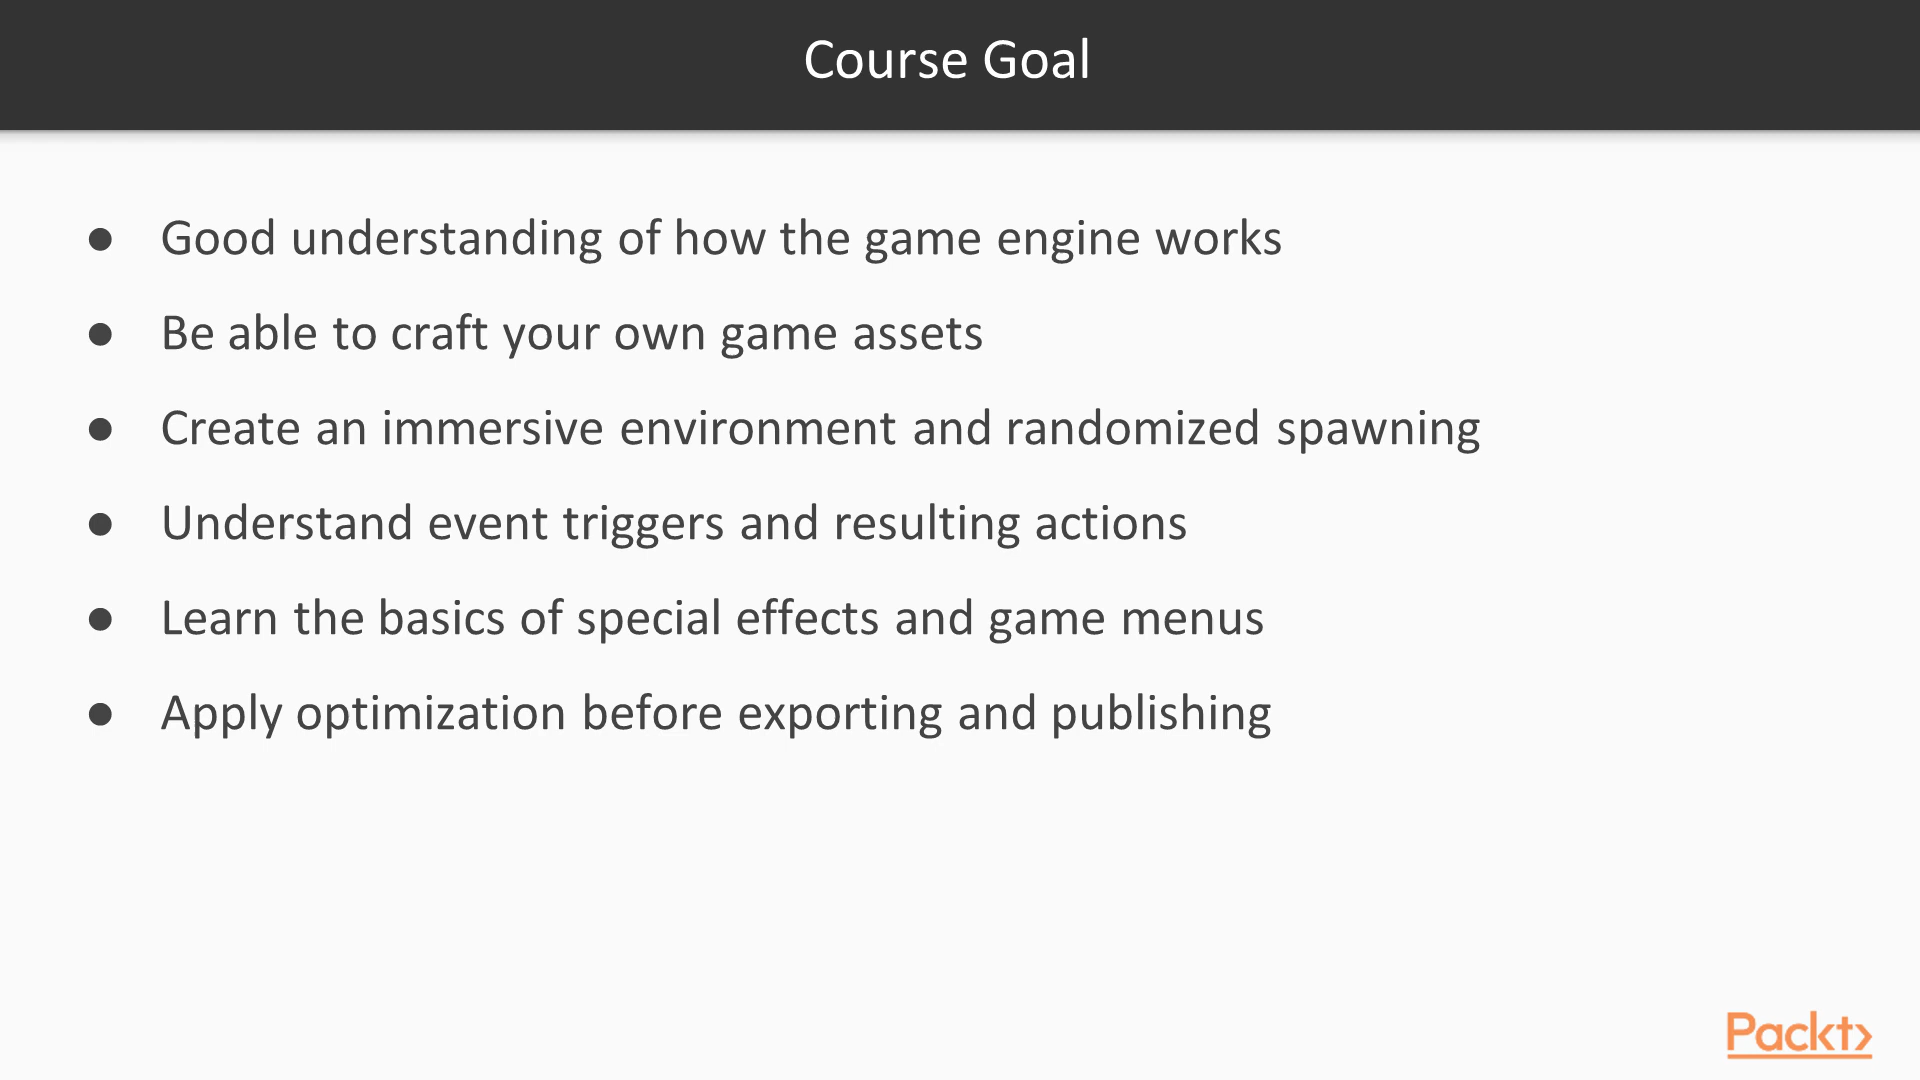 Course Goal
● Good understanding of how the game engine works
● Be able to craft your own game assets
● Create an immersive environment and randomized spawning
● Understand event triggers and resulting actions
● Learn the basics of special effects and game menus
● Apply optimization before exporting and publishing
Packt>